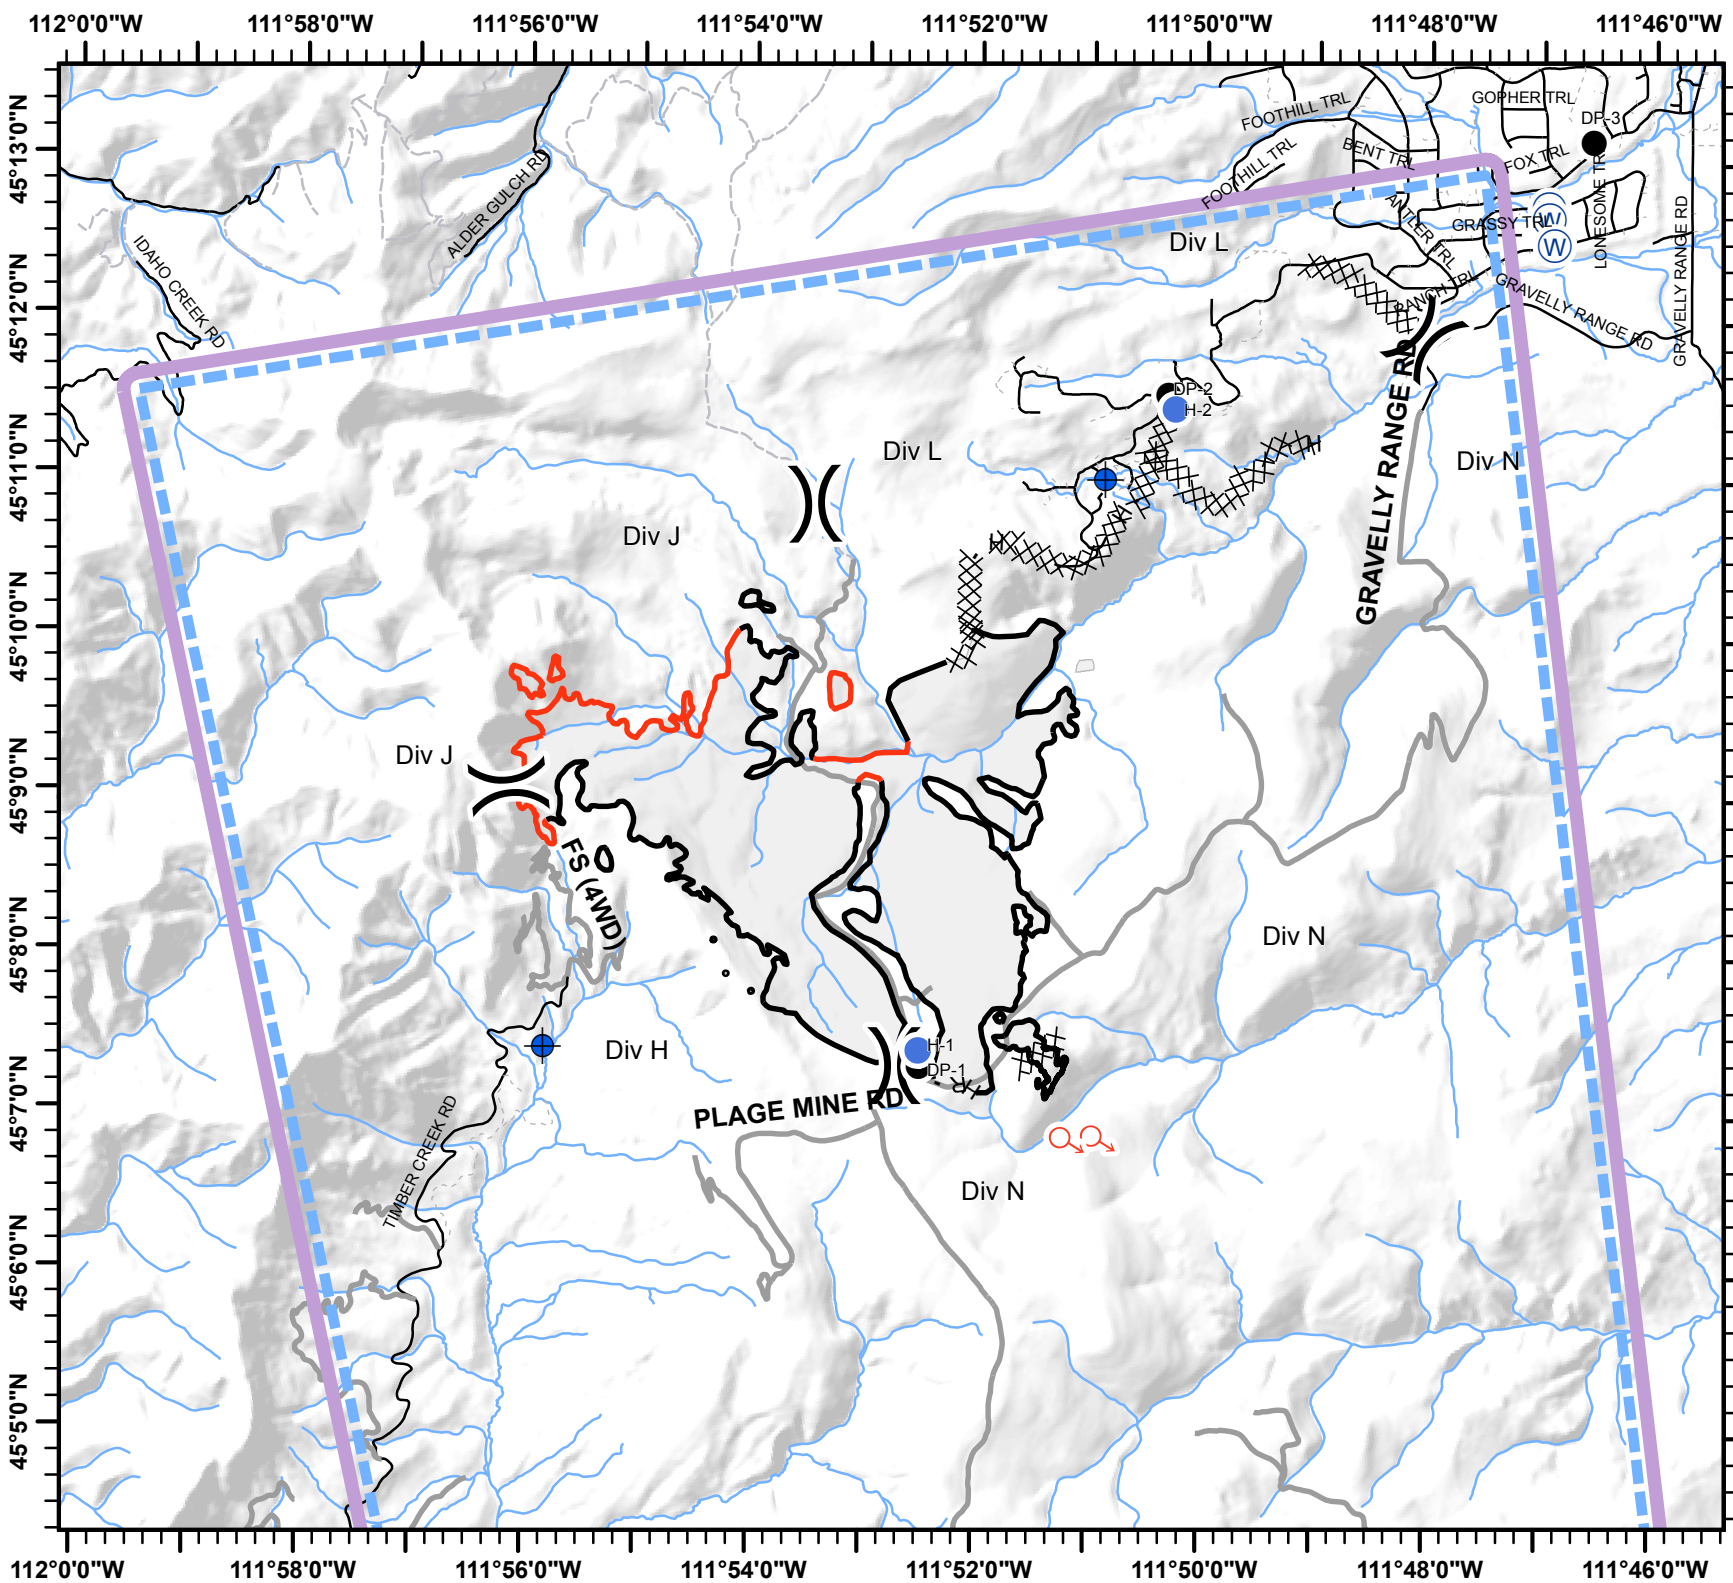 112°0'0"W 111°58'0"W 111°56'0"W 111°54'0"W 111°52'0"W 111°50'0"W 111°48'0"W 111°46'0"W
GOPHER TRL
FOOTHILL TRL
DP-3
45°13'0"N
BENT TRL
FOX TRL
ALDER GULCH RD
FOOTHILL TRL
LONESOME TRL
W
GRASSY TRL
ANTLER TRL
W
Div L
IDAHO CREEK RD
GRAVELLY RANGE RD
45°12'0"N
RANCH TRL
GRAVELLY RANGE RD
DP-2
H-2
GRAVELLY RANGE RD
45°11'0"N
Div L
Div N
Div J
45°10'0"N
Div J
45°9'0"N
FS (4WD)
45°8'0"N
Div N
Div H
H-1
DP-1
45°7'0"N
PLAGE MINE RD
TIMBER CREEK RD
Div N
45°6'0"N
45°5'0"N
112°0'0"W 111°58'0"W 111°56'0"W 111°54'0"W 111°52'0"W 111°50'0"W 111°48'0"W 111°46'0"W